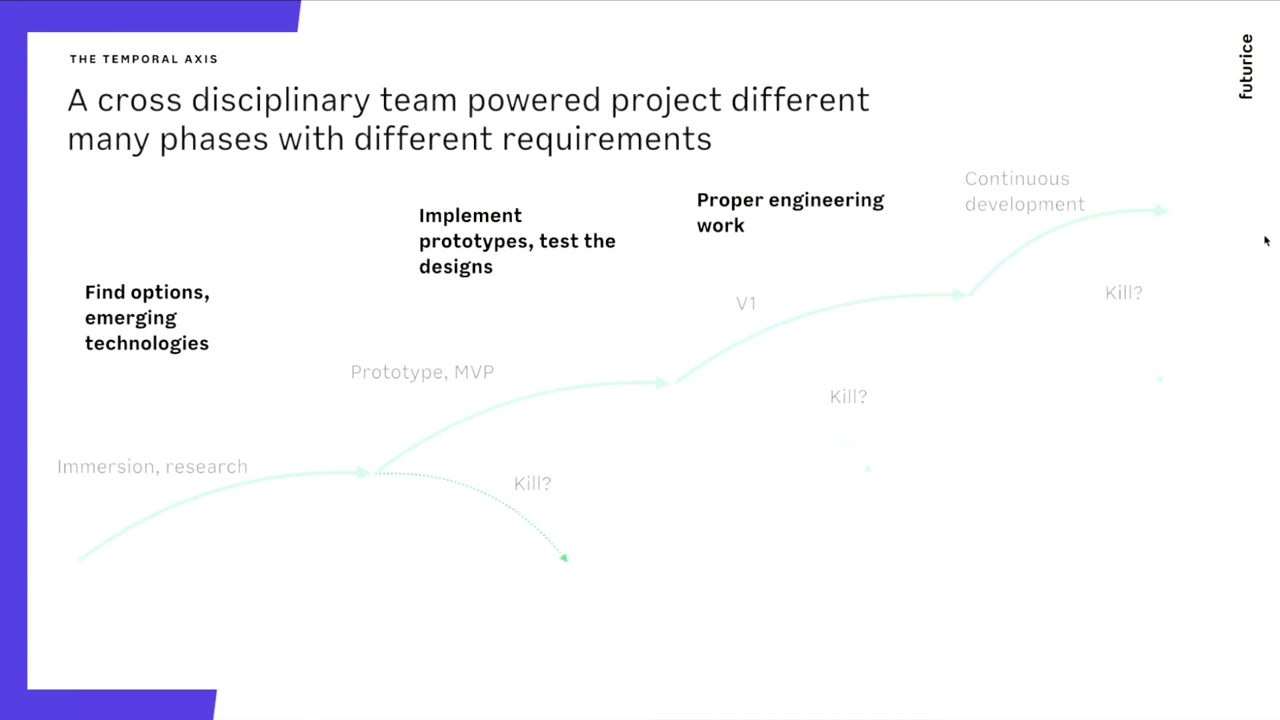 THE TEMPORAL AXIS
futurice
A cross disciplinary team powered project different
many phases with different requirements
Continuous
development
Proper engineering
work
Implement
prototypes, test the
designs
Find options,
emerging
technologies
Kill?
V1
Prototype, MVP
Kill?
Immersion, research
Kill?